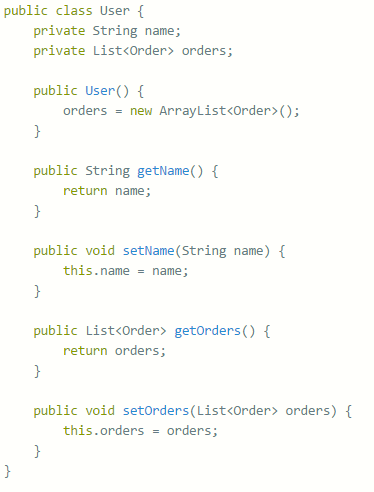 public class User {
    private String name;
    private List<Order> orders;

    public User() {
        orders = new ArrayList<Order>();
    }

    public String getName() {
        return name;
    }

    public void setName(String name) {
        this.name = name;
    }

    public List<Order> getOrders() {
        return orders;
    }

    public void setOrders(List<Order> orders) {
        this.orders = orders;
    }
}